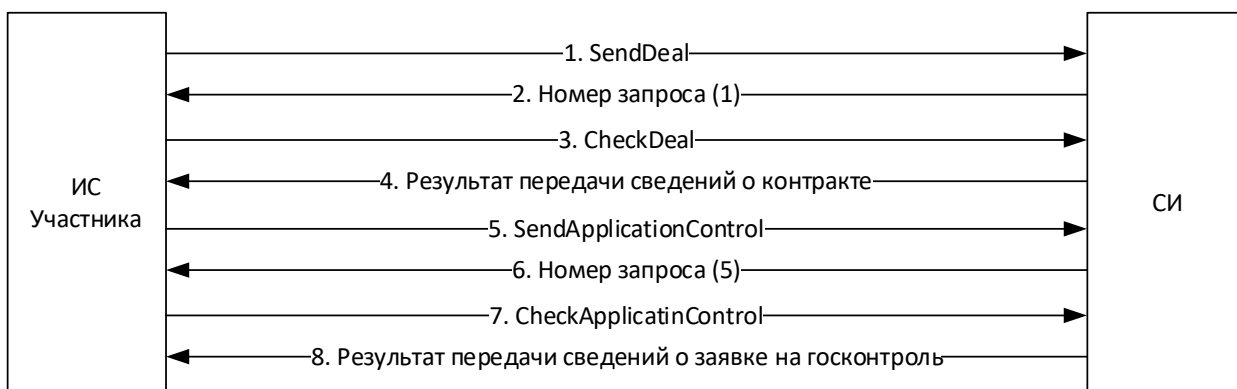 1. SendDeal
2. Номер запроса (1)
3. CheckDeal
4. Результат передачи сведений о контракте
ИС
Участника
СИ
5. SendApplicationControl
6. Номер запроса (5)
7. CheckApplicatinControl
8. Результат передачи сведений о заявке на госконтроль